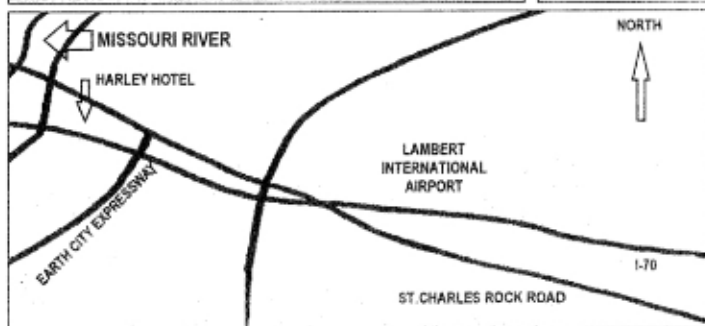 MISSOURI RIVER
NORTH
HARLEY HOTEL
LAMBERT
INTERNATIONAL
AIRPORT
EARTH CITY EXPRESSWAY
I-70
ST.CHARLES ROCK ROAD